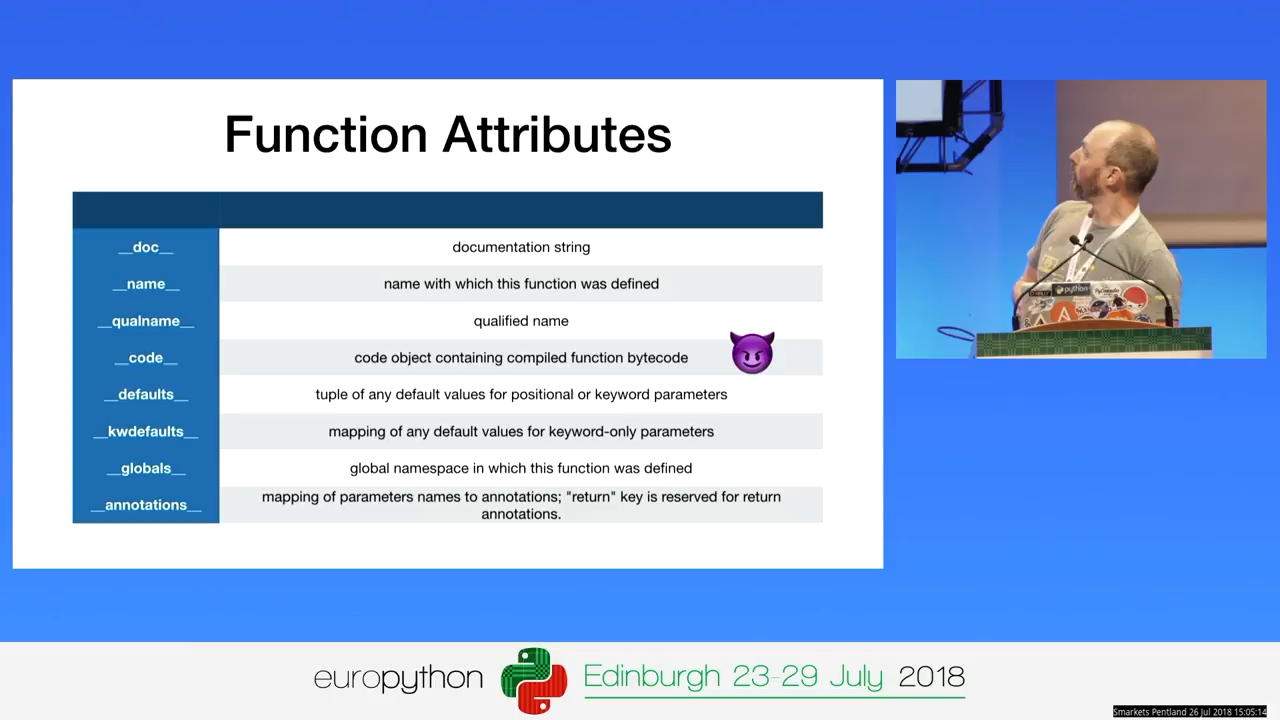 Function Attributes
__doc__ documentation string
__name__ name with which this function was defined
__qualname__ qualified name
__code__ code object containing compiled function bytecode
__defaults__ tuple of any default values for positional or keyword parameters
__kwdefaults__ mapping of any default values for keyword-only parameters
__globals__ global namespace in which this function was defined
__annotations__ mapping of parameters names to annotations; "return" key is reserved for return
annotations.
python
europython Edinburgh 23-29 July 2018
Smarkets Pentland 26 Jul 2018 15:05:14